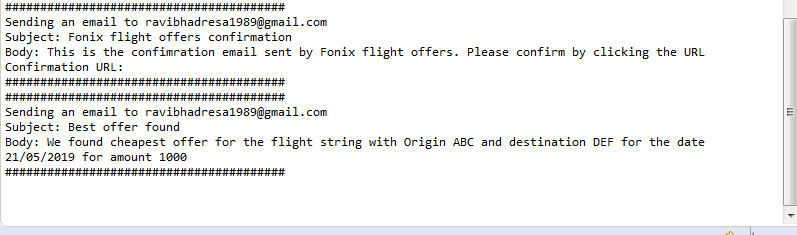 ########################################
Sending an email to ravibhadresa1989@gmail.com
Subject: Fonix flight offers confirmation
Body: This is the confimration email sent by Fonix flight offers. Please confirm by clicking the URL
Confirmation URL:
########################################
########################################
Sending an email to ravibhadresa1989@gmail.com
Subject: Best offer found
Body: We found cheapest offer for the flight string with Origin ABC and destination DEF for the date
21/05/2019 for amount 1000
########################################